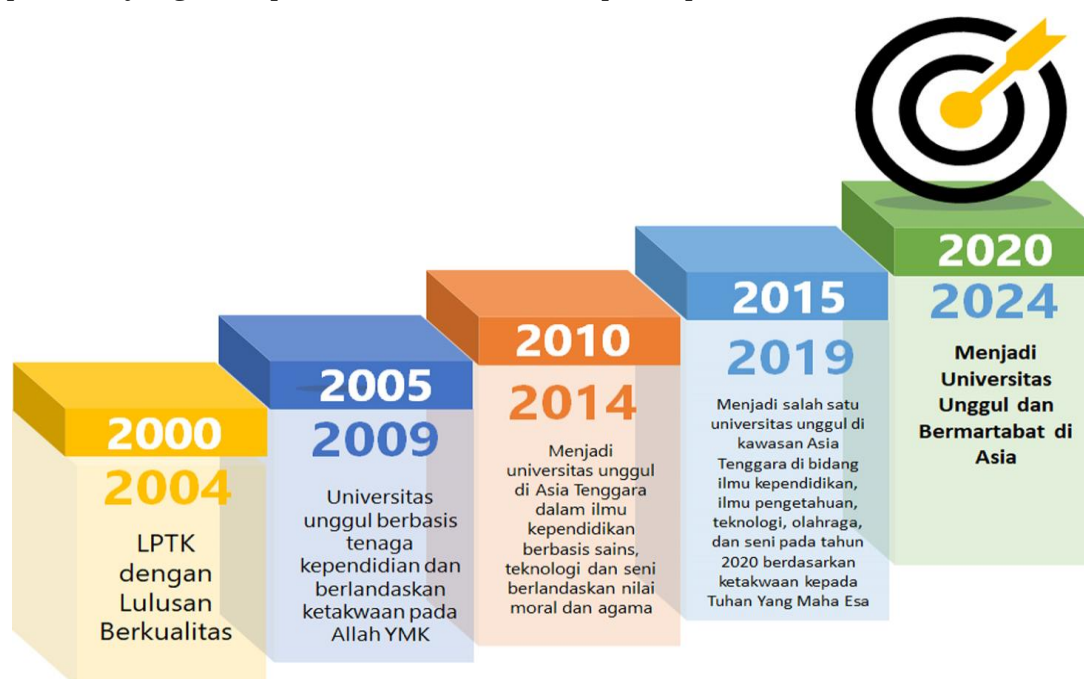 2000
2004
LPTK
dengan
Lulusan
Berkualitas
2005
2009
Universitas
unggul berbasis
tenaga
kependidian dan
berlandaskan
ketakwaan pada
Allah YMK
2010
2014
Menjadi
universitas unggul
di Asia Tenggara
dalam ilmu
kependidikan
berbasis sains,
teknologi dan seni
berlandaskan nilai
moral dan agama
2015
2019
Menjadi salah satu
universitas unggul di
kawasan Asia
Tenggara di bidang
ilmu kependidikan,
ilmu pengetahuan,
teknologi, olahraga,
dan seni pada tahun
2020 berdasarkan
ketakwaan kepada
Tuhan Yang Maha Esa
2020
2024
Menjadi
Universitas
Unggul dan
Bermartabat di
Asia